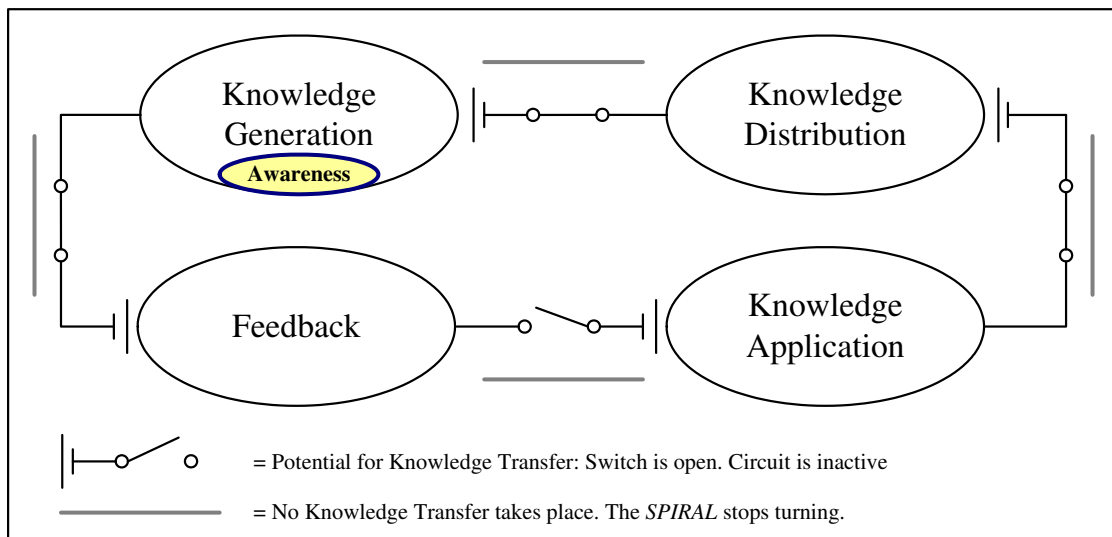 Knowledge
Generation
Awareness
Knowledge
Distribution
Feedback
Knowledge
Application
= Potential for Knowledge Transfer: Switch is open. Circuit is inactive
= No Knowledge Transfer takes place. The SPIRAL stops turning.